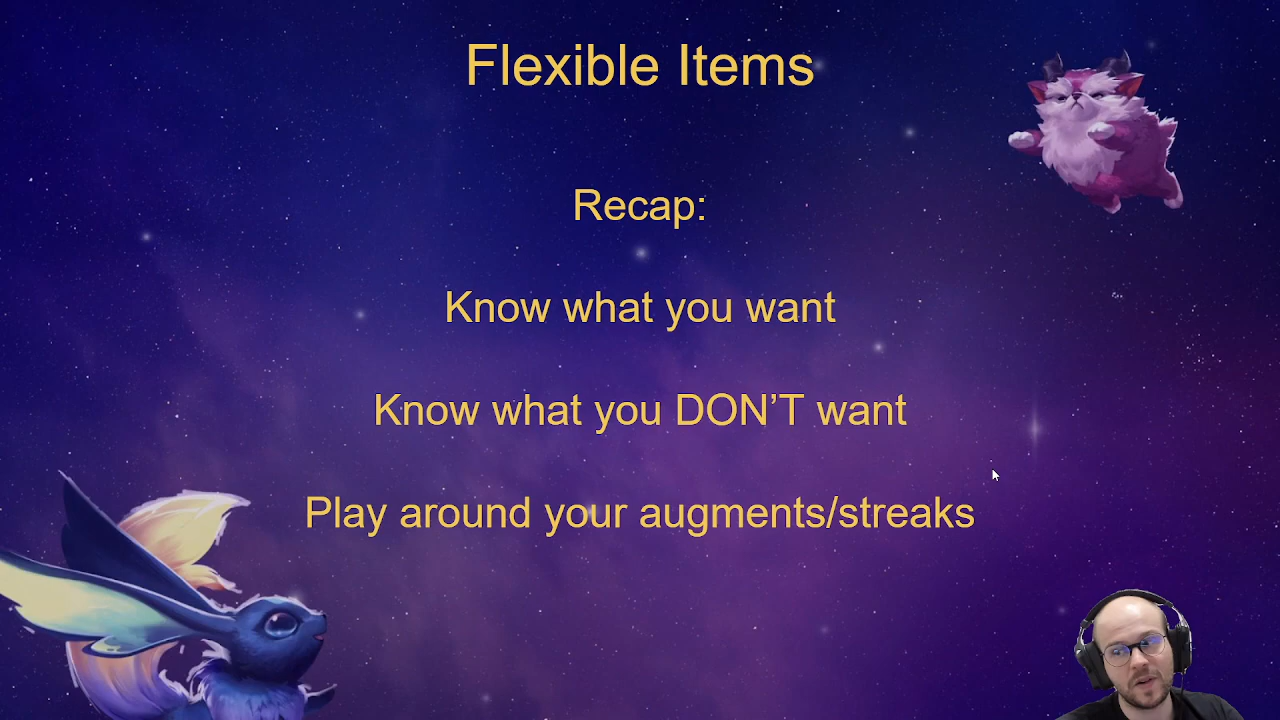 Flexible Items
Recap:
Know what you want
Know what you DON’T want
Play around your augments/streaks